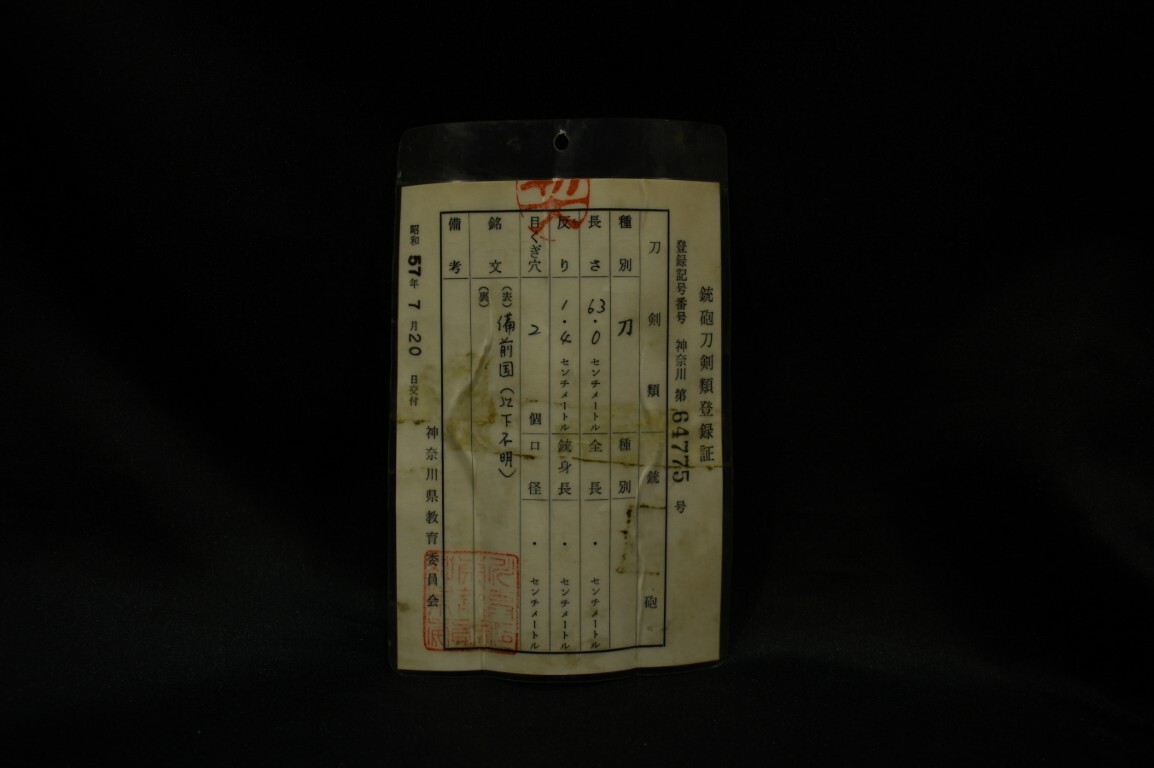 銃砲刀剣類登録証
登録記号番号 神奈川 第 64775 号
刀剣類 銃砲
種別 刀 種別
長さ 63.0 センチメートル 全長 ・ センチメートル
反り 1.4 センチメートル 銃身長 ・ センチメートル
目くぎ穴 2 個 口径 ・ センチメートル
銘文 (表) 備前国(以下不明)
(裏)
備考
昭和57年7月20日交付
神奈川県教育委員会